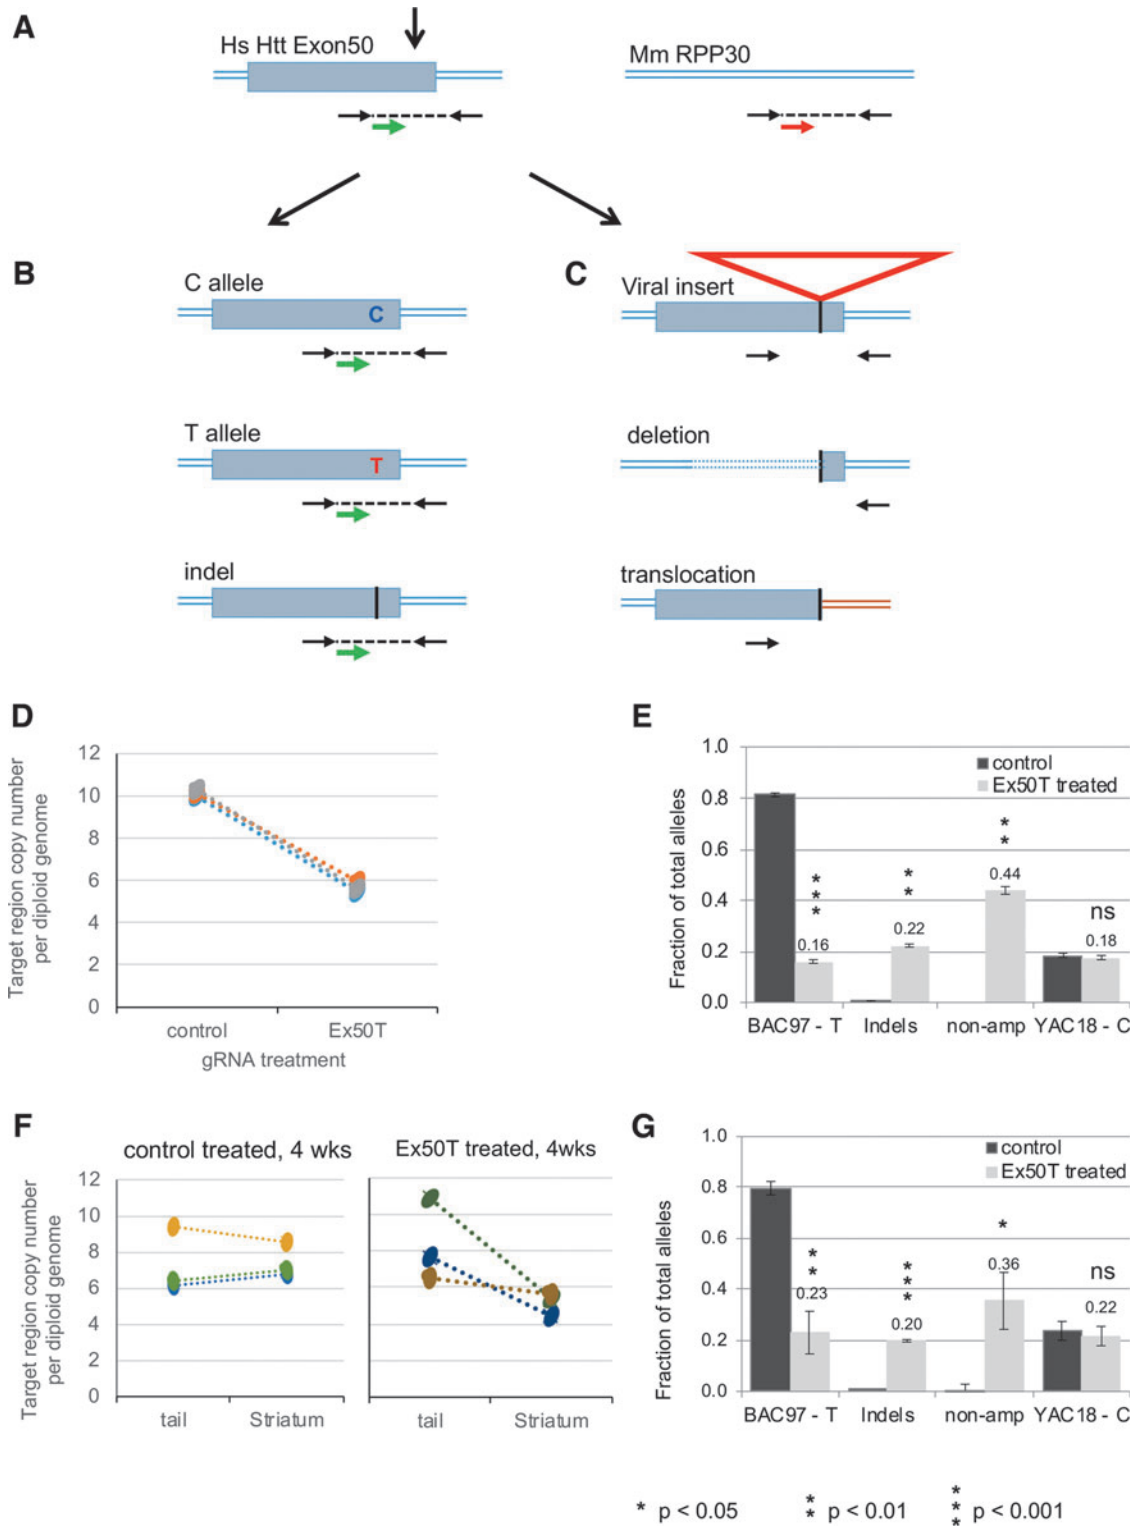 A
Hs Htt Exon50
Mm RPP30
B
C allele
C
T allele
T
indel
C
Viral insert
deletion
translocation
D
Target region copy number
per diploid genome
12
10
8
6
4
2
0
control
Ex50T
gRNA treatment
E
Fraction of total alleles
1.0
0.8
0.6
0.4
0.2
0.0
control
Ex50T treated
***
0.16
**
0.22
**
0.44
ns
0.18
BAC97 - T
Indels
non-amp
YAC18 - C
F
control treated, 4 wks
Ex50T treated, 4wks
Target region copy number
per diploid genome
12
10
8
6
4
2
0
tail
Striatum
tail
Striatum
G
Fraction of total alleles
1.0
0.8
0.6
0.4
0.2
0.0
control
Ex50T treated
**
0.23
***
0.20
*
0.36
ns
0.22
BAC97 - T
Indels
non-amp
YAC18 - C
* p < 0.05
** p < 0.01
*** p < 0.001